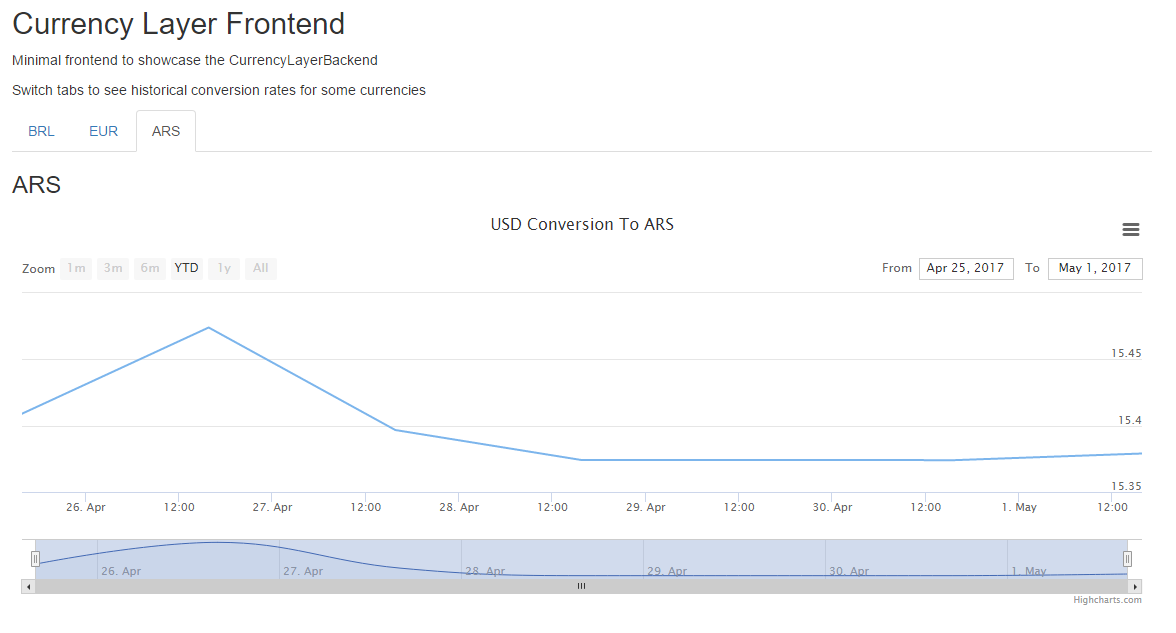 Currency Layer Frontend
Minimal frontend to showcase the CurrencyLayerBackend
Switch tabs to see historical conversion rates for some currencies
BRL EUR ARS
ARS
USD Conversion To ARS
Zoom 1m 3m 6m YTD 1y All From Apr 25, 2017 To May 1, 2017
15.45
15.4
15.35
26. Apr 12:00 27. Apr 12:00 28. Apr 12:00 29. Apr 12:00 30. Apr 12:00 1. May 12:00
26. Apr 27. Apr 28. Apr 29. Apr 30. Apr 1. May
Highcharts.com